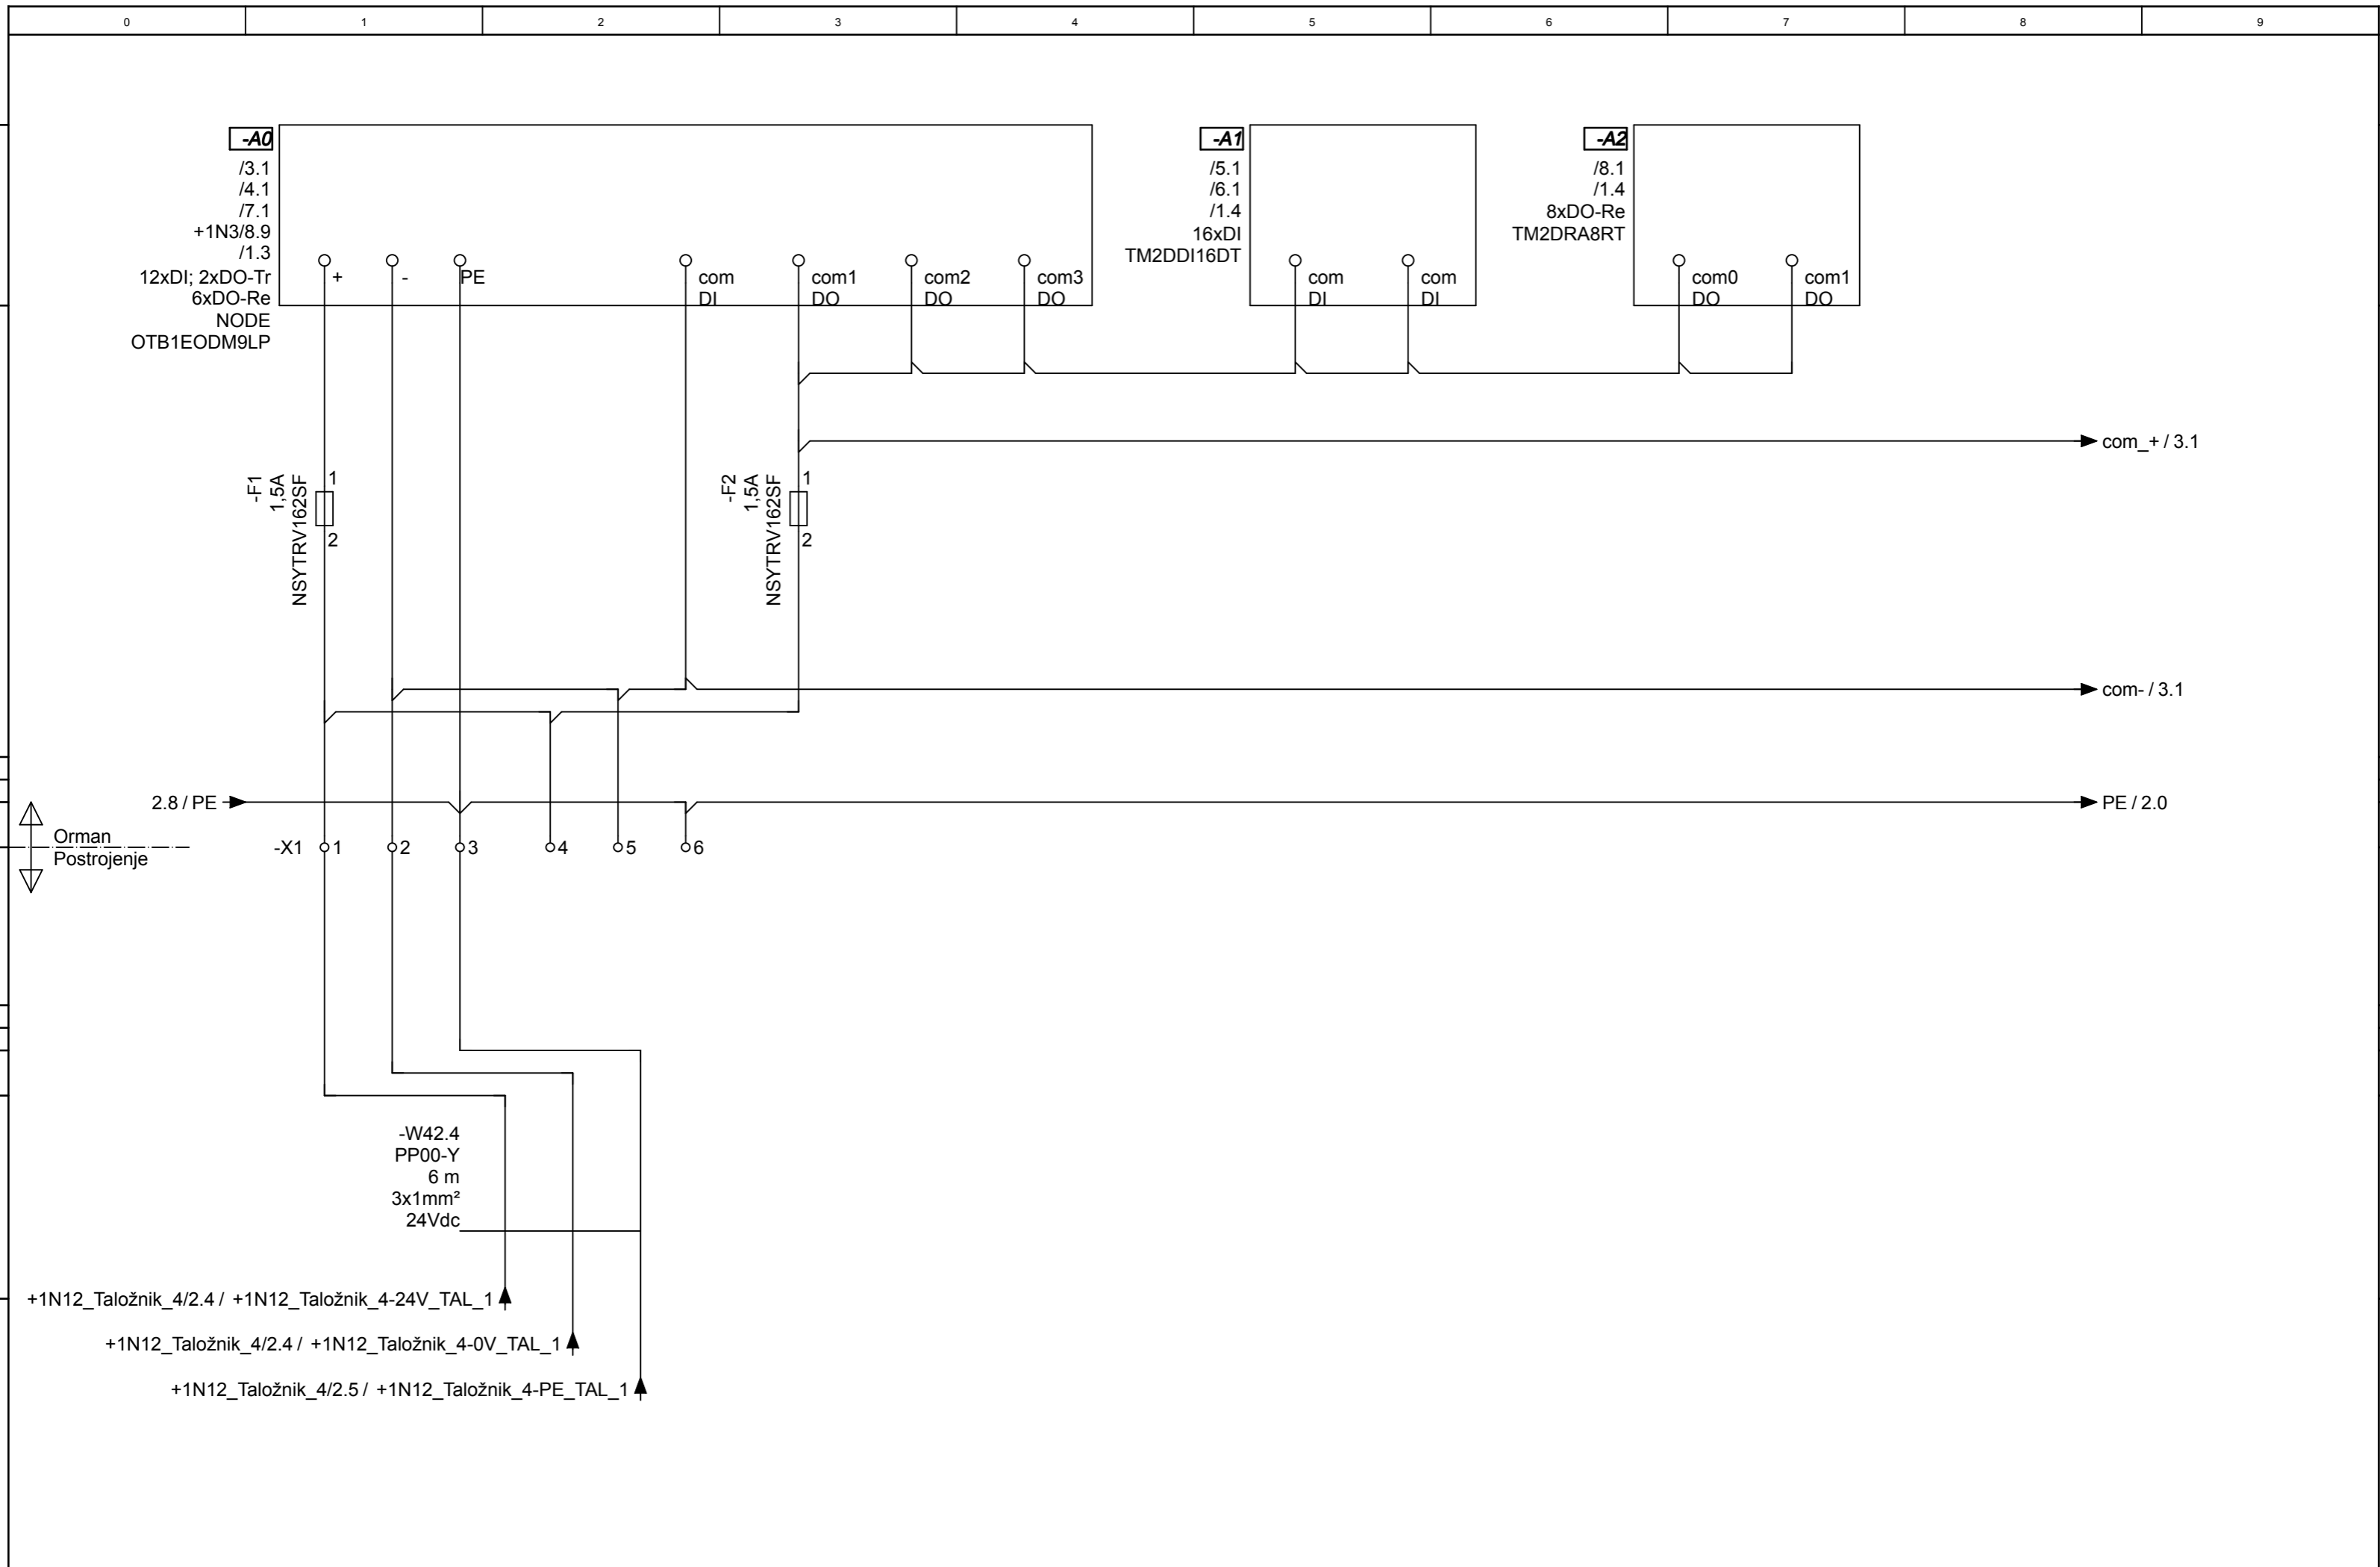 0 1 2 3 4 5 6 7 8 9
-A0
/3.1
/4.1
/7.1
+1N3/8.9
/1.3
12xDI; 2xDO-Tr
6xDO-Re
NODE
OTB1EODM9LP
+ - PE
com
DI
com1
DO
com2
DO
com3
DO
-A1
/5.1
/6.1
/1.4
16xDI
TM2DDI16DT
com
DI
com
DI
-A2
/8.1
/1.4
8xDO-Re
TM2DRA8RT
com0
DO
com1
DO
com_+ / 3.1
-F1
1,5A
NSYTRV162SF
1
2
-F2
1,5A
NSYTRV162SF
1
2
com- / 3.1
2.8 / PE
PE / 2.0
Orman
Postrojenje
-X1 1 2 3 4 5 6
-W42.4
PP00-Y
6 m
3x1mm²
24Vdc
+1N12_Taložnik_4/2.4 / +1N12_Taložnik_4-24V_TAL_1
+1N12_Taložnik_4/2.4 / +1N12_Taložnik_4-0V_TAL_1
+1N12_Taložnik_4/2.5 / +1N12_Taložnik_4-PE_TAL_1